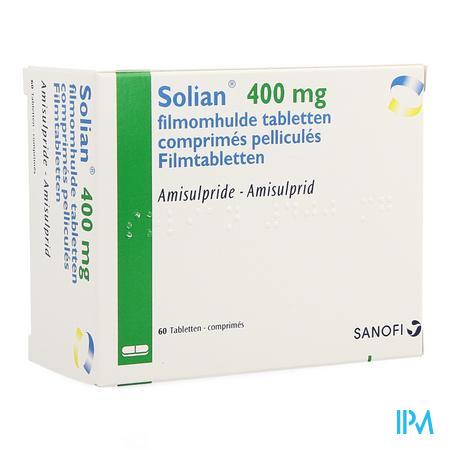 Solian® 400 mg
filmomhulde tabletten
comprimés pelliculés
Filmtabletten
Amisulpride - Amisulprid
60 Tabletten - comprimés
Solian® 400 mg
filmomhulde tabletten
comprimés pelliculés
Filmtabletten
Amisulpride - Amisulprid
60 Tabletten - comprimés
SANOFI
IPM